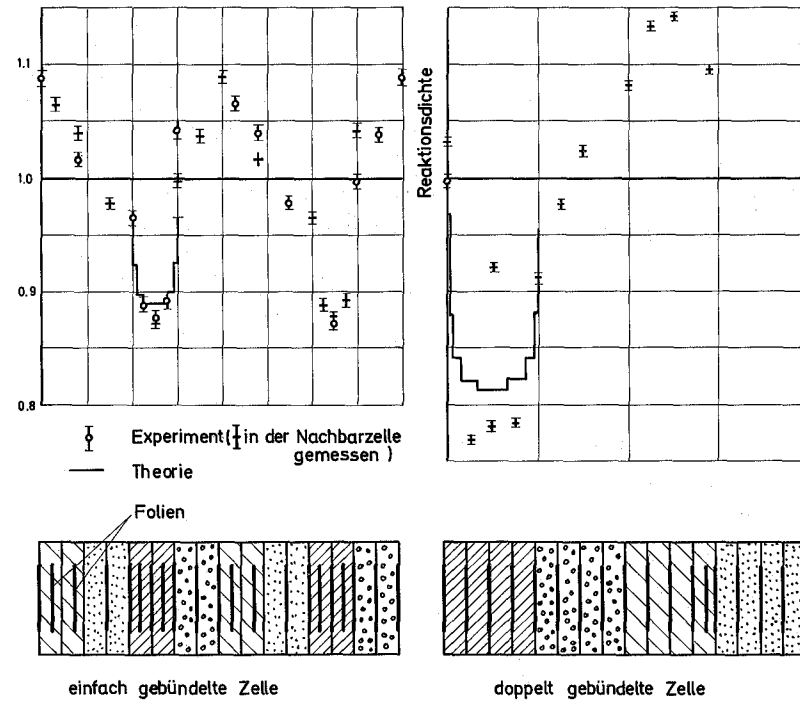 1.1
1.0
0.9
0.8
Reaktionsdichte
Experiment ( in der Nachbarzelle
gemessen )
Theorie
Folien
einfach gebündelte Zelle
doppelt gebündelte Zelle